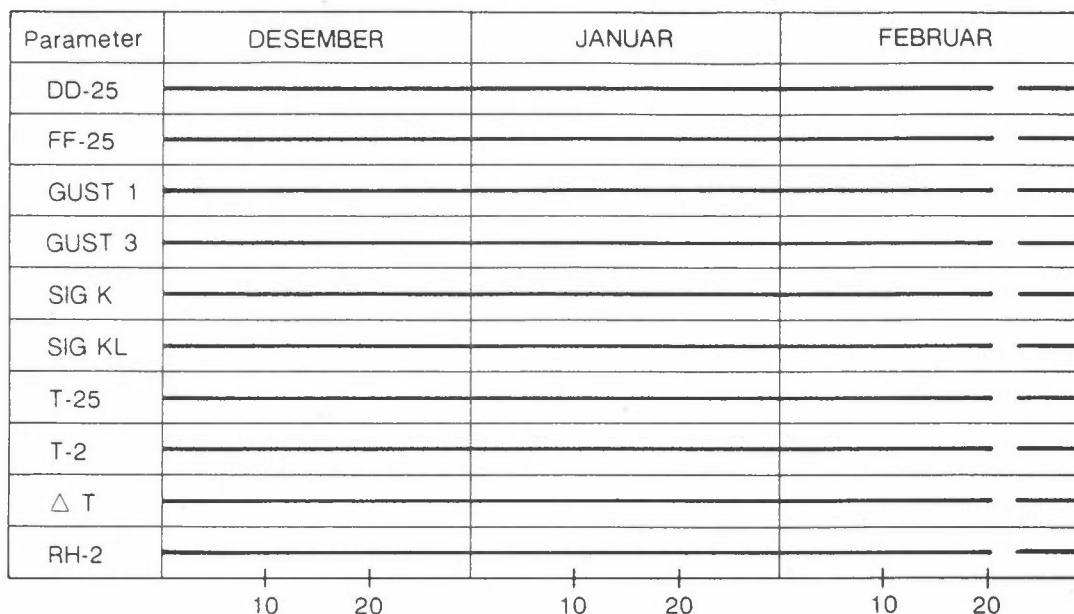 Parameter DESEMBER JANUAR FEBRUAR
DD-25
FF-25
GUST 1
GUST 3
SIG K
SIG KL
T-25
T-2
△ T
RH-2
10 20 10 20 10 20